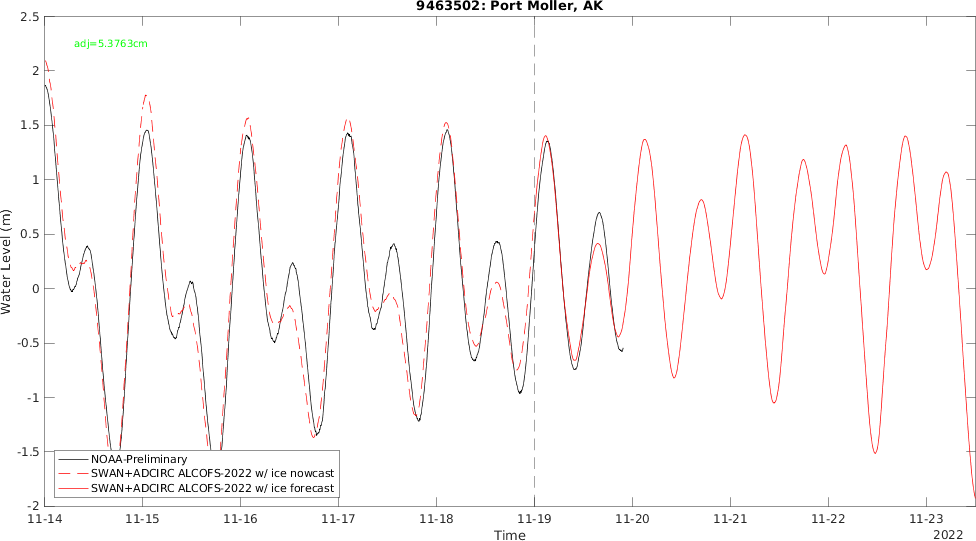 9463502: Port Moller, AK
adj=5.3763cm
Water Level (m)
2.5
2
1.5
1
0.5
0
-0.5
-1
-1.5
-2
NOAA-Preliminary
SWAN+ADCIRC ALCOFS-2022 w/ ice nowcast
SWAN+ADCIRC ALCOFS-2022 w/ ice forecast
11-14 11-15 11-16 11-17 11-18 11-19 11-20 11-21 11-22 11-23
Time
2022